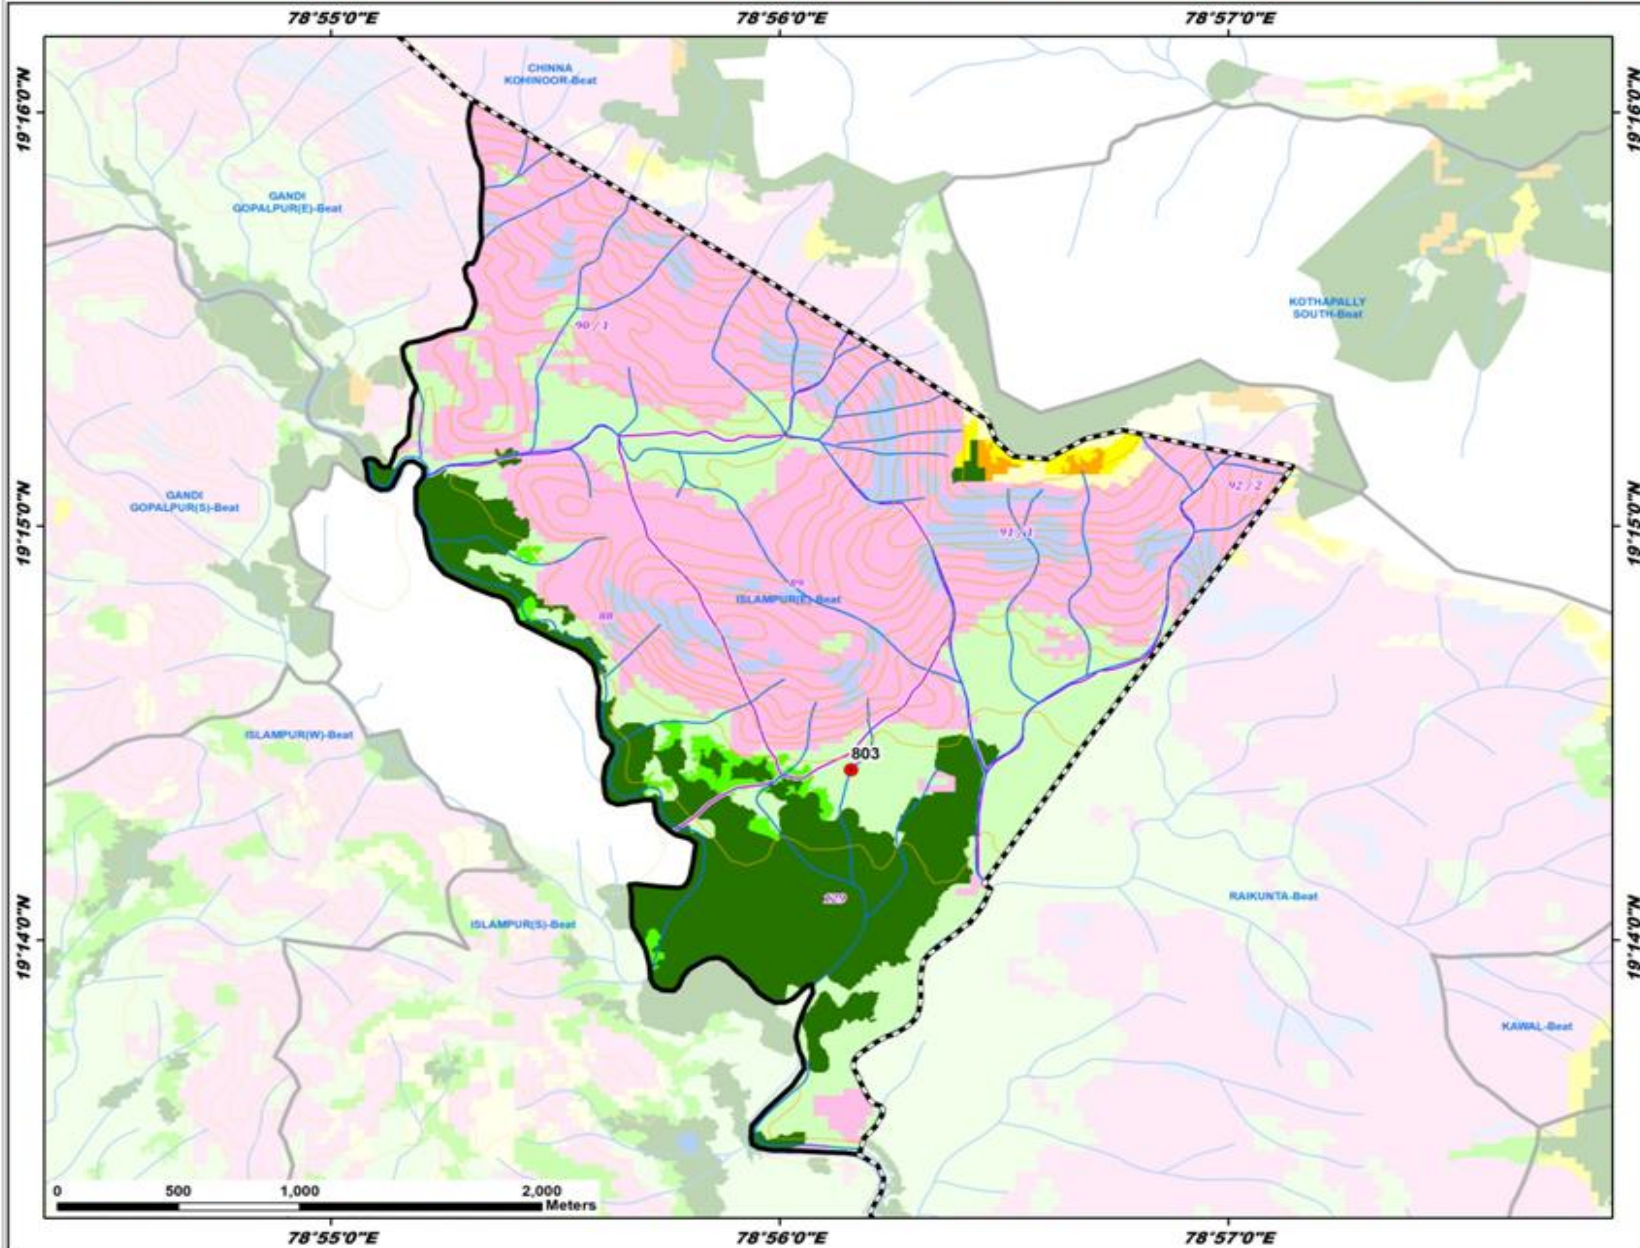 78°55'0"E 78°56'0"E 78°57'0"E
19°16'0"N
19°16'0"N
CHINNA
KOHINOOR-Beat
GANDI
GOPALPUR(E)-Beat
KOTHAPALLY
SOUTH-Beat
90 / 1
92 / 2
GANDI
GOPALPUR(S)-Beat
19°15'0"N
19°15'0"N
91 / 1
89
ISLAMPUR(E)-Beat
88
ISLAMPUR(W)-Beat
803
RAIKUNTA-Beat
129
ISLAMPUR(S)-Beat
19°14'0"N
19°14'0"N
KAWAL-Beat
0 500 1,000 2,000
Meters
78°55'0"E 78°56'0"E 78°57'0"E